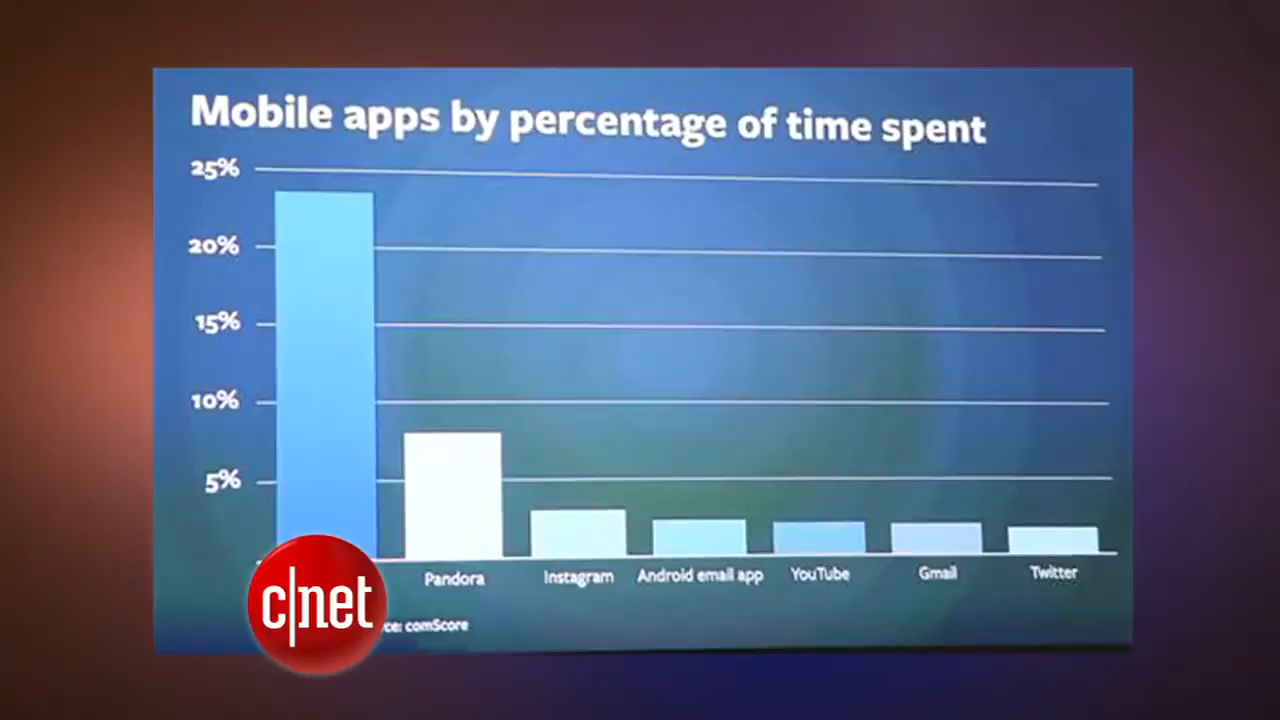 Mobile apps by percentage of time spent
25%
20%
15%
10%
5%
Pandora Instagram Android email app YouTube Gmail Twitter
c|net
comScore